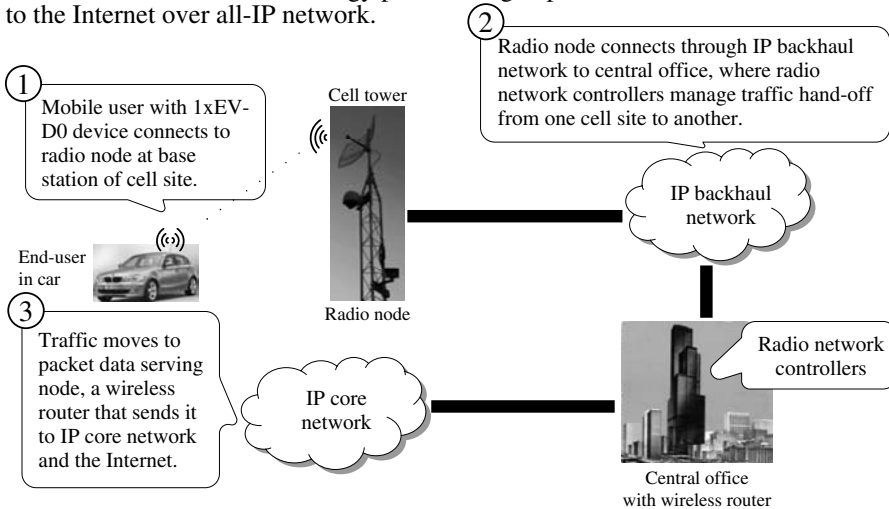 to the Internet over all-IP network.
1
Mobile user with 1xEV-
D0 device connects to
radio node at base
station of cell site.
Cell tower
2
Radio node connects through IP backhaul
network to central office, where radio
network controllers manage traffic hand-off
from one cell site to another.
IP backhaul
network
End-user
in car
Radio node
3
Traffic moves to
packet data serving
node, a wireless
router that sends it
to IP core network
and the Internet.
IP core
network
Radio network
controllers
Central office
with wireless router